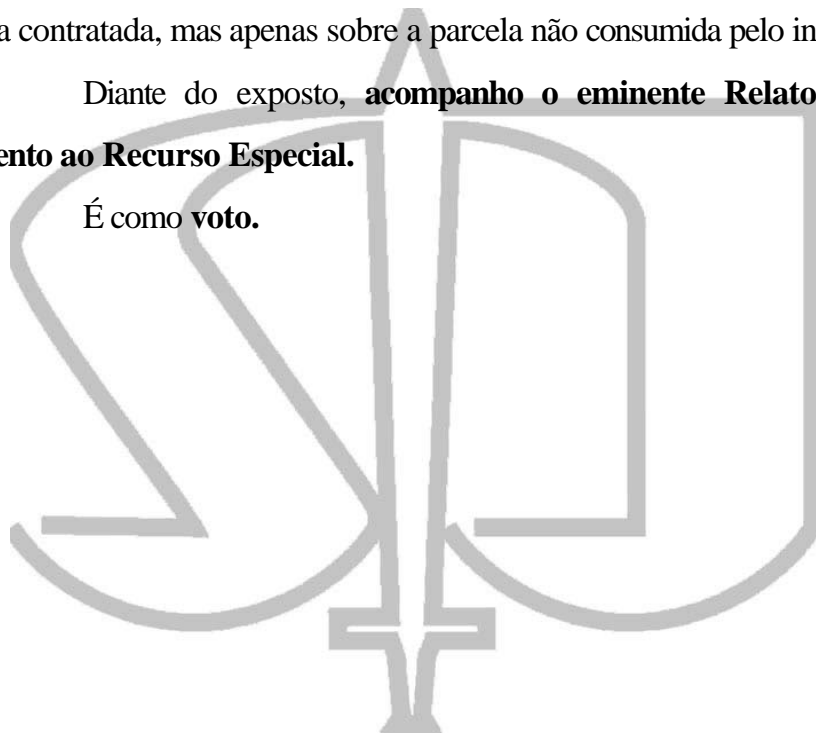 a contratada, mas apenas sobre a parcela não consumida pelo in
Diante do exposto, acompanho o eminente Relato
ento ao Recurso Especial.
É como voto.